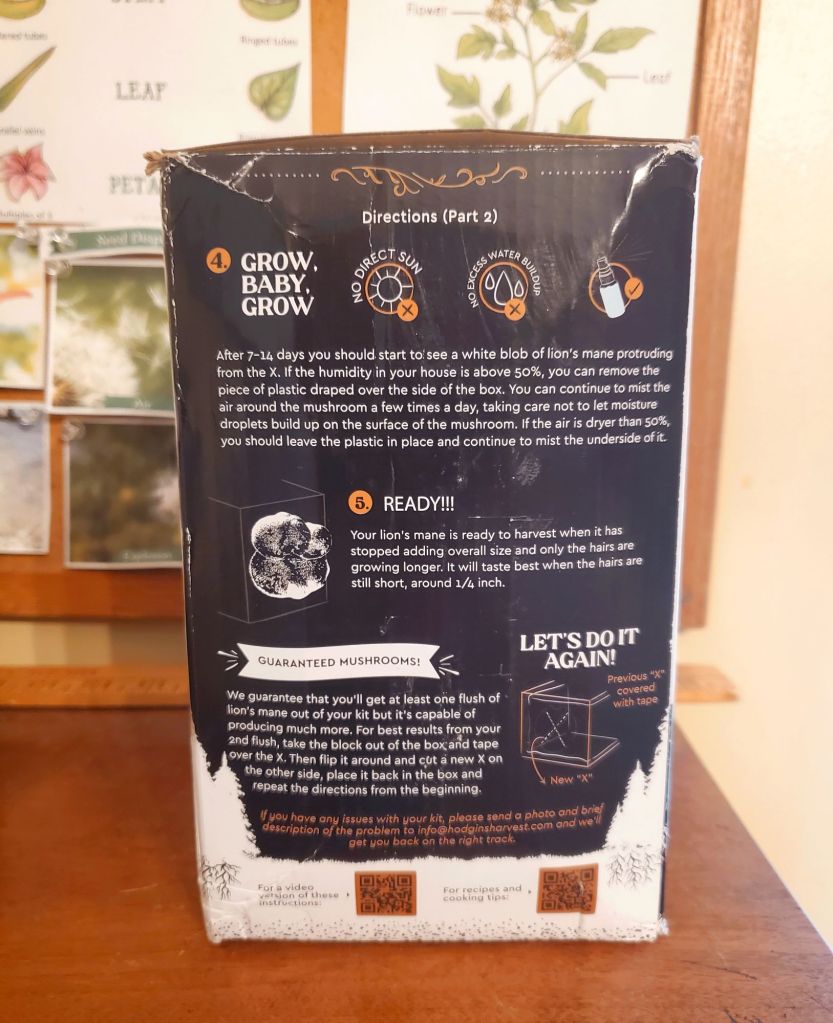 Flower
Leaf
Ringed tubes
LEAF
PETA
Directions (Part 2)
4. GROW,
BABY,
GROW
NO DIRECT SUN
NO EXCESS WATER BUILDUP
After 7-14 days you should start to see a white blob of lion's mane protruding
from the X. If the humidity in your house is above 50%, you can remove the
piece of plastic draped over the side of the box. You can continue to mist the
air around the mushroom a few times a day, taking care not to let moisture
droplets build up on the surface of the mushroom. If the air is dryer than 50%,
you should leave the plastic in place and continue to mist the underside of it.
5. READY!!!
Your lion's mane is ready to harvest when it has
stopped adding overall size and only the hairs are
growing longer. It will taste best when the hairs are
still short, around 1/4 inch.
GUARANTEED MUSHROOMS!
We guarantee that you'll get at least one flush of
lion's mane out of your kit but it's capable of
producing much more. For best results from your
2nd flush, take the block out of the box and tape
over the X. Then flip it around and cut a new X on
the other side, place it back in the box and
repeat the directions from the beginning.
LET'S DO IT
AGAIN!
Previous "X"
covered
with tape
New "X"
If you have any issues with your kit, please send a photo and brief
description of the problem to info@hodginsharvest.com and we'll
get you back on the right track.
For a video
version of these
instructions:
For recipes and
cooking tips: